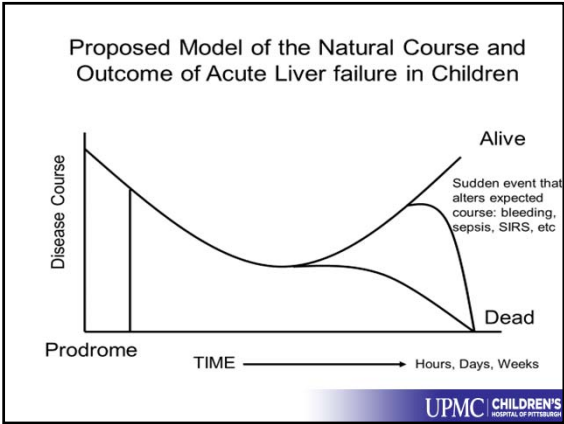 Proposed Model of the Natural Course and
Outcome of Acute Liver failure in Children
Alive
Sudden event that
alters expected
course: bleeding,
sepsis, SIRS, etc
Disease Course
Dead
Prodrome
TIME
Hours, Days, Weeks
UPMC CHILDREN'S
HOSPITAL OF PITTSBURGH